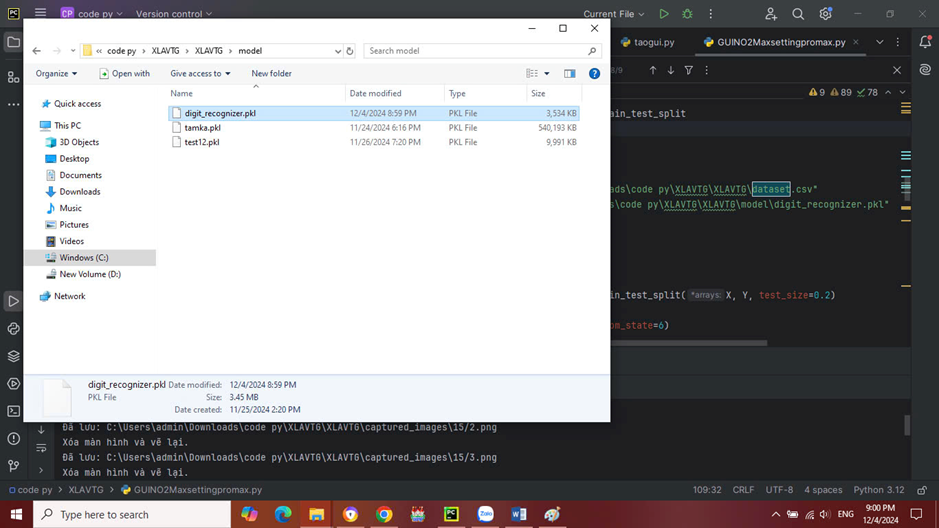 CP code py Version control
Current File
taogui.py GUINO2Maxsettingpromax.py
code py XLAVTG XLAVTG model
Search model
8/9
Organize Open with Give access to New folder
9 89 78
Name Date modified Type Size
digit_recognizer.pkl 12/4/2024 8:59 PM PKL File 3,534 KB
tamka.pkl 11/24/2024 6:16 PM PKL File 540,193 KB
test12.pkl 11/26/2024 7:20 PM PKL File 9,991 KB
Quick access
This PC
3D Objects
Desktop
Documents
Downloads
Music
Pictures
Videos
Windows (C:)
New Volume (D:)
Network
ain_test_split
ads\code py\XLAVTG\XLAVTG\dataset.csv"
s\code py\XLAVTG\XLAVTG\model\digit_recognizer.pkl"
in_test_split( *arrays: X, Y, test_size=0.2)
om_state=6)
digit_recognizer.pkl Date modified: 12/4/2024 8:59 PM
PKL File Size: 3.45 MB
Date created: 11/25/2024 2:20 PM
Đã lưu: C:\Users\admin\Downloads\code py\XLAVTG\XLAVTG\captured_images\15/2.png
Xóa màn hình và vẽ lại.
Đã lưu: C:\Users\admin\Downloads\code py\XLAVTG\XLAVTG\captured_images\15/3.png
Xóa màn hình và vẽ lại.
code py XLAVTG GUINO2Maxsettingpromax.py 109:32 CRLF UTF-8 4 spaces Python 3.12
Type here to search
PC
Zalo
W
ENG
9:00 PM
12/4/2024